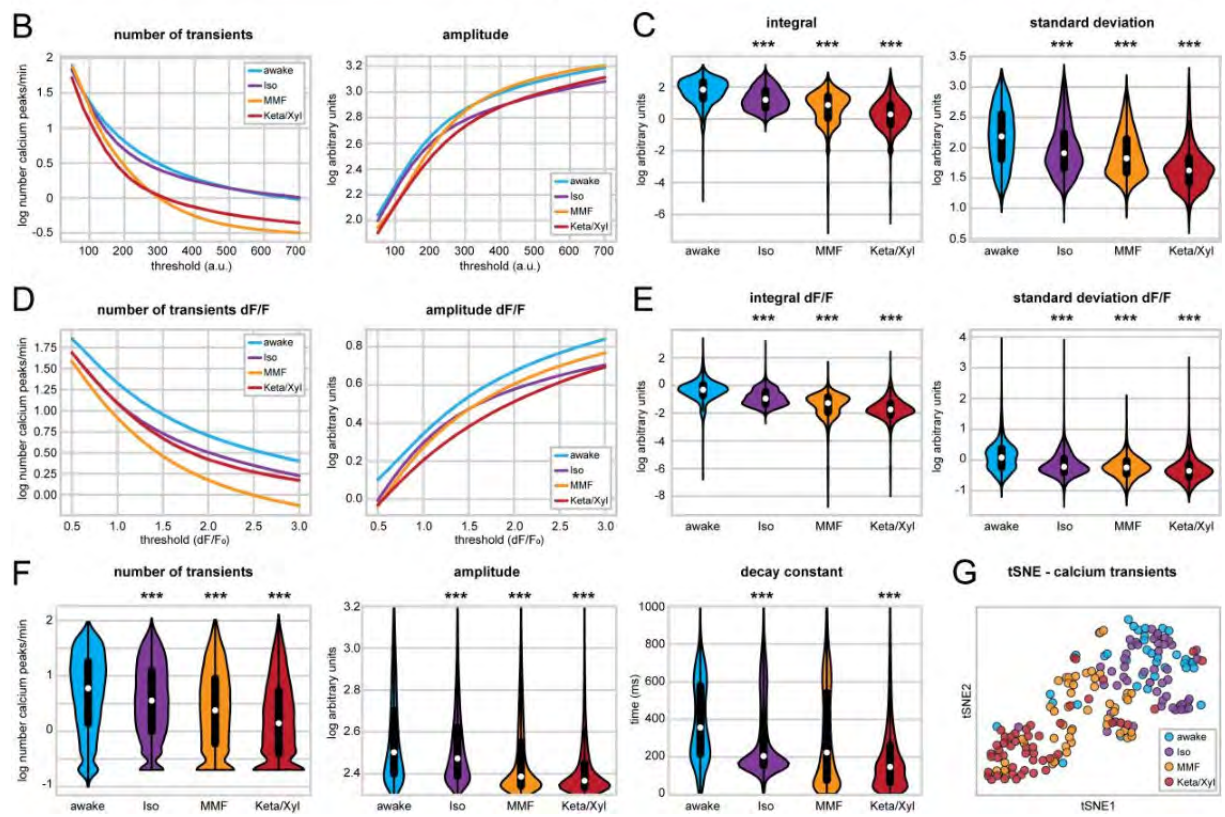 B
number of transients
log number calcium peaks/min
2
1.5
1
0.5
0
-0.5
100 200 300 400 500 600 700
threshold (a.u.)
awake
Iso
MMF
Keta/Xyl
amplitude
log arbitrary units
3.2
3.0
2.8
2.6
2.4
2.2
2.0
100 200 300 400 500 600 700
threshold (a.u.)
awake
Iso
MMF
Keta/Xyl
C
integral
*** *** ***
log arbitrary units
2
0
-2
-4
-6
awake Iso MMF Keta/Xyl
standard deviation
*** *** ***
3.5
3.0
2.5
2.0
1.5
1.0
0.5
awake Iso MMF Keta/Xyl
D
number of transients dF/F
log number calcium peaks/min
1.75
1.50
1.25
1.00
0.75
0.50
0.25
0.00
0.5 1.0 1.5 2.0 2.5 3.0
threshold (dF/F₀)
awake
Iso
MMF
Keta/Xyl
amplitude dF/F
log arbitrary units
0.8
0.6
0.4
0.2
0.0
0.5 1.0 1.5 2.0 2.5 3.0
threshold (dF/F₀)
awake
Iso
MMF
Keta/Xyl
E
integral dF/F
*** *** ***
log arbitrary units
2
0
-2
-4
-6
-8
awake Iso MMF Keta/Xyl
standard deviation dF/F
*** *** ***
4
3
2
1
0
-1
awake Iso MMF Keta/Xyl
F
number of transients
*** *** ***
log number calcium peaks/min
2
1
0
-1
awake Iso MMF Keta/Xyl
amplitude
*** *** ***
log arbitrary units
3.2
3.0
2.8
2.6
2.4
awake Iso MMF Keta/Xyl
decay constant
*** ***
time (ms)
1000
800
600
400
200
0
awake Iso MMF Keta/Xyl
G
tSNE - calcium transients
tSNE2
awake
Iso
MMF
Keta/Xyl
tSNE1